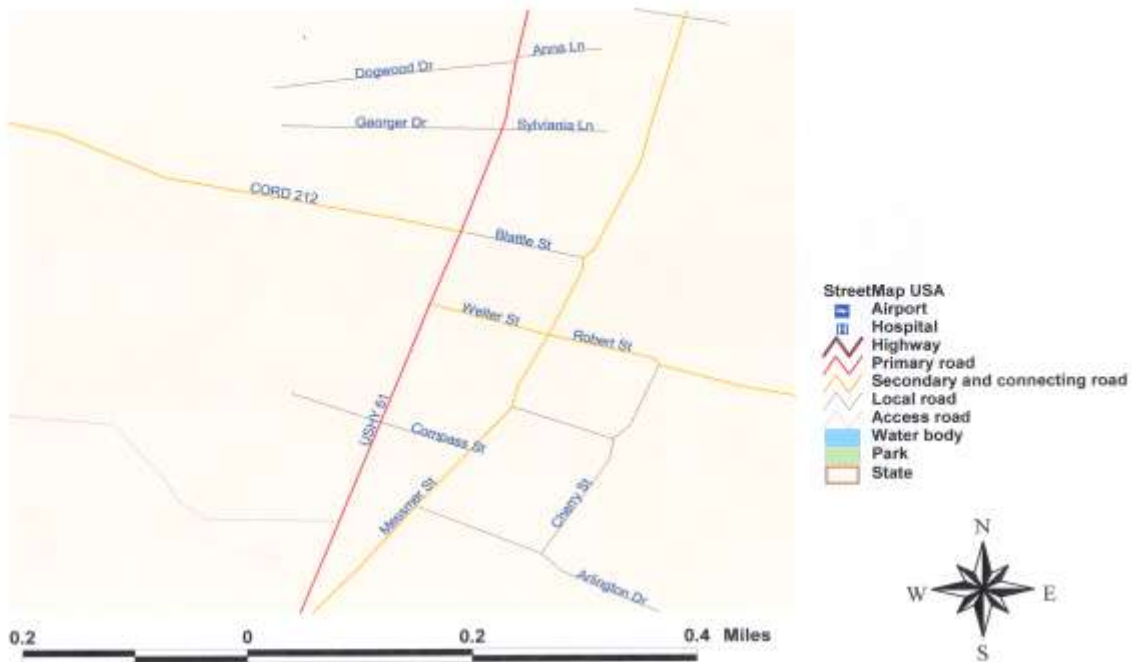 Anna Ln
Dogwood Dr
Georger Dr
Sylviania Ln
CORD 212
Blattle St
Welter St
Robert St
USHY 61
Compass St
Messmer St
Cherry St
Arlington Dr
StreetMap USA
Airport
H
Hospital
Highway
Primary road
Secondary and connecting road
Local road
Access road
Water body
Park
State
N
W
E
S
0.2
0
0.2
0.4 Miles